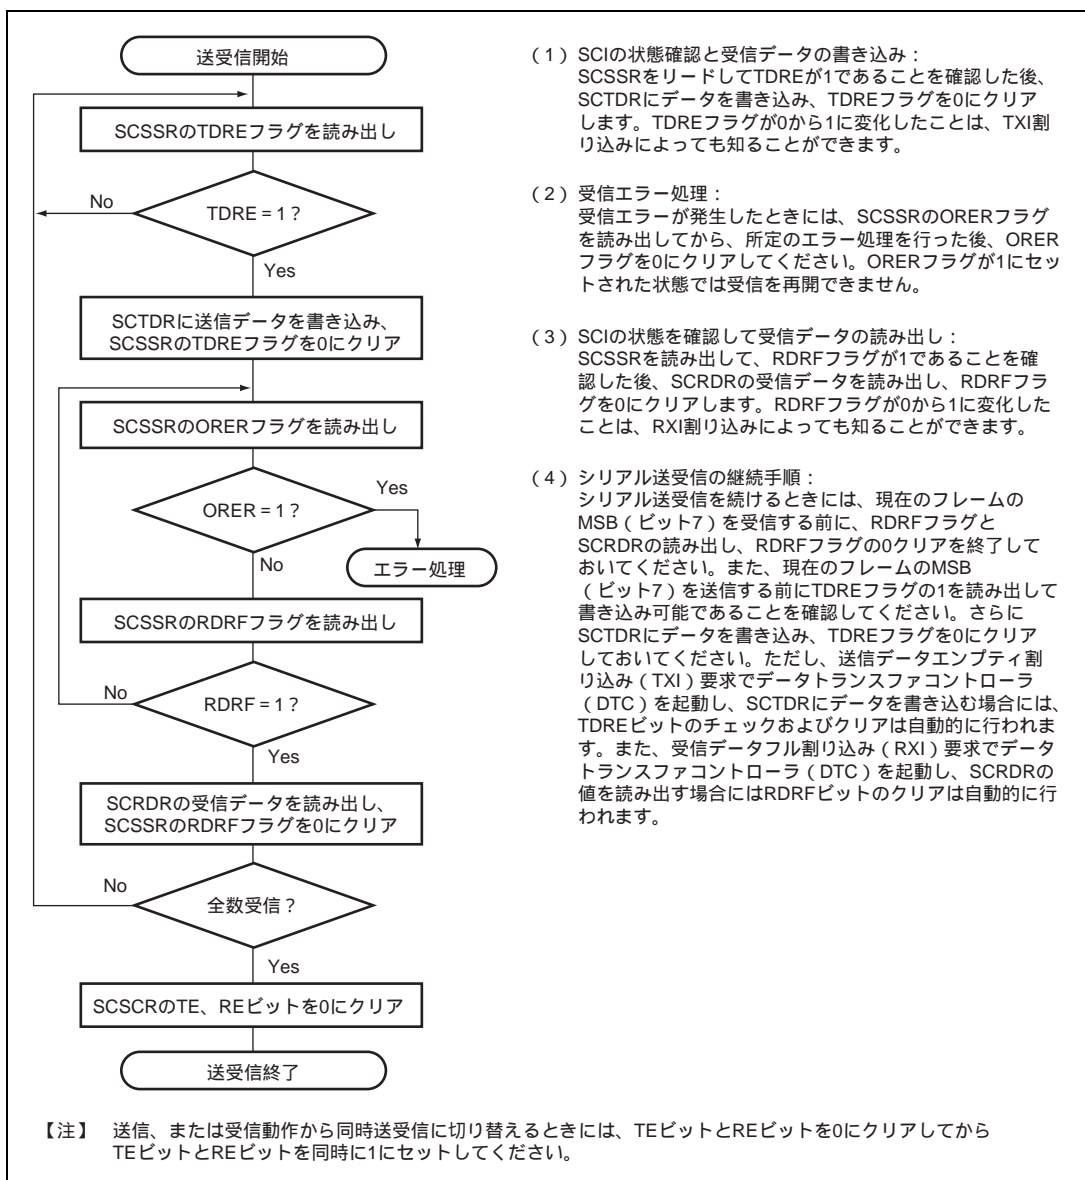 送受信開始
SCSSRのTDREフラグを読み出し
No
TDRE = 1？
Yes
SCTDRに送信データを書き込み、
SCSSRのTDREフラグを0にクリア
SCSSRのORERフラグを読み出し
Yes
ORER = 1？
No
エラー処理
SCSSRのRDRFフラグを読み出し
No
RDRF = 1？
Yes
SCRDRの受信データを読み出し、
SCSSRのRDRFフラグを0にクリア
No
全数受信？
Yes
SCSCRのTE、REビットを0にクリア
送受信終了
（1）SCIの状態確認と受信データの書き込み：
SCSSRをリードしてTDREが1であることを確認した後、
SCTDRにデータを書き込み、TDREフラグを0にクリア
します。TDREフラグが0から1に変化したことは、TXI割
り込みによっても知ることができます。
（2）受信エラー処理：
受信エラーが発生したときには、SCSSRのORERフラグ
を読み出してから、所定のエラー処理を行った後、ORER
フラグを0にクリアしてください。ORERフラグが1にセッ
トされた状態では受信を再開できません。
（3）SCIの状態を確認して受信データの読み出し：
SCSSRを読み出して、RDRFフラグが1であることを確
認した後、SCRDRの受信データを読み出し、RDRFフラ
グを0にクリアします。RDRFフラグが0から1に変化した
ことは、RXI割り込みによっても知ることができます。
（4）シリアル送受信の継続手順：
シリアル送受信を続けるときには、現在のフレームの
MSB（ビット7）を受信する前に、RDRFフラグと
SCRDRの読み出し、RDRFフラグの0クリアを終了して
おいてください。また、現在のフレームのMSB
（ビット7）を送信する前にTDREフラグの1を読み出して
書き込み可能であることを確認してください。さらに
SCTDRにデータを書き込み、TDREフラグを0にクリア
しておいてください。ただし、送信データエンプティ割
り込み（TXI）要求でデータトランスファコントローラ
（DTC）を起動し、SCTDRにデータを書き込む場合には、
TDREビットのチェックおよびクリアは自動的に行われま
す。また、受信データフル割り込み（RXI）要求でデータ
トランスファコントローラ（DTC）を起動し、SCRDRの
値を読み出す場合にはRDRFビットのクリアは自動的に行
われます。
【注】 送信、または受信動作から同時送受信に切り替えるときには、TEビットとREビットを0にクリアしてから
TEビットとREビットを同時に1にセットしてください。